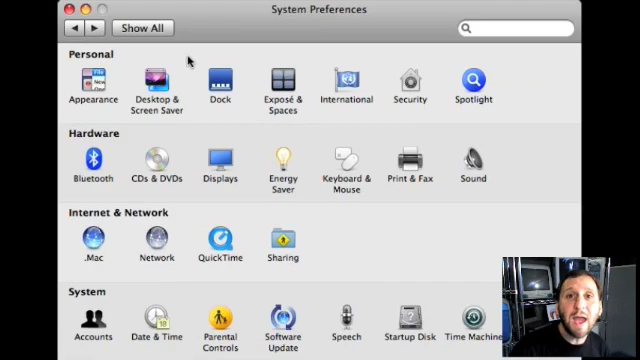 System Preferences
Show All
Personal
Appearance
Desktop &
Screen Saver
Dock
Exposé &
Spaces
International
Security
Spotlight
Hardware
Bluetooth
CDs & DVDs
Displays
Energy
Saver
Keyboard &
Mouse
Print & Fax
Sound
Internet & Network
.Mac
Network
QuickTime
Sharing
System
Accounts
Date & Time
Parental
Controls
Software
Update
Speech
Startup Disk
Time Machine